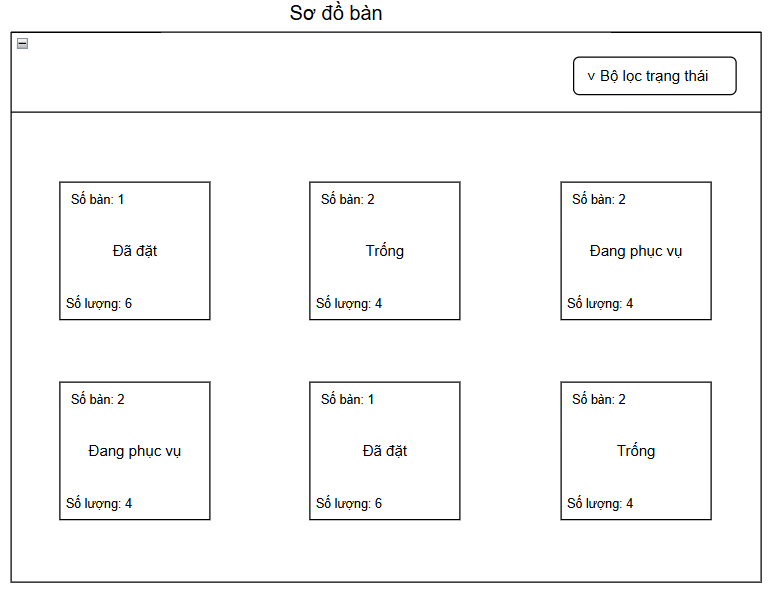 Sơ đồ bàn
v Bộ lọc trạng thái
Số bàn: 1
Đã đặt
Số lượng: 6
Số bàn: 2
Trống
Số lượng: 4
Số bàn: 2
Đang phục vụ
Số lượng: 4
Số bàn: 2
Đang phục vụ
Số lượng: 4
Số bàn: 1
Đã đặt
Số lượng: 6
Số bàn: 2
Trống
Số lượng: 4